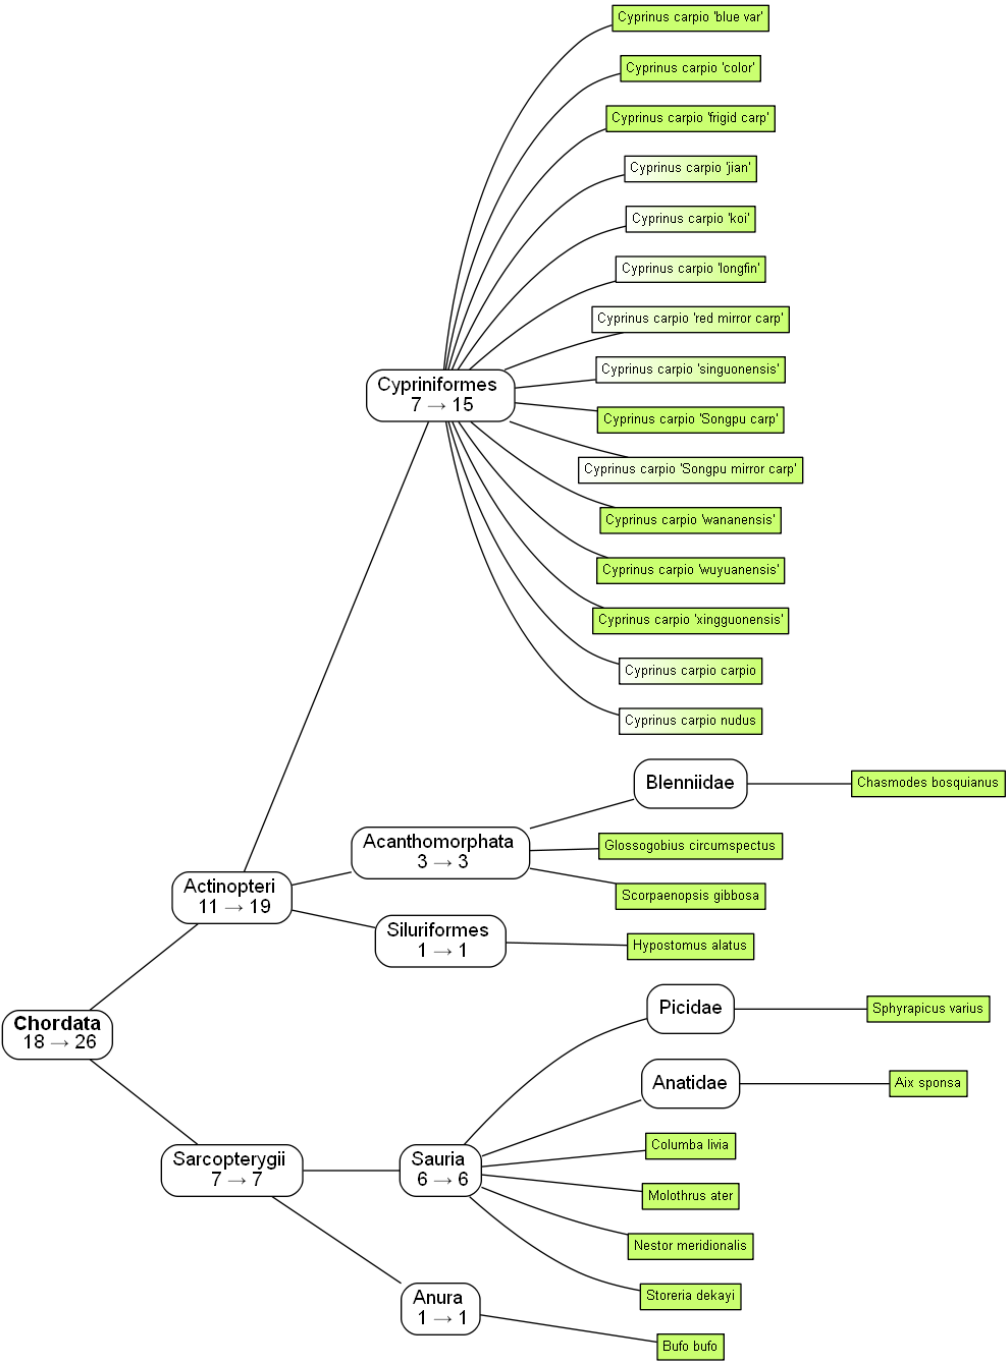 Cyprinus carpio 'blue var'
Cyprinus carpio 'color'
Cyprinus carpio 'frigid carp'
Cyprinus carpio 'jian'
Cyprinus carpio 'koi'
Cyprinus carpio 'longfin'
Cyprinus carpio 'red mirror carp'
Cyprinus carpio 'singuonensis'
Cypriniformes
7 → 15
Cyprinus carpio 'Songpu carp'
Cyprinus carpio 'Songpu mirror carp'
Cyprinus carpio 'wananensis'
Cyprinus carpio 'wuyuanensis'
Cyprinus carpio 'xingguonensis'
Cyprinus carpio carpio
Cyprinus carpio nudus
Blenniidae
Chasmodes bosquianus
Acanthomorphata
3 → 3
Glossogobius circumspectus
Actinopteri
11 → 19
Scorpaenopsis gibbosa
Siluriformes
1 → 1
Hypostomus alatus
Picidae
Sphyrapicus varius
Chordata
18 → 26
Anatidae
Aix sponsa
Columba livia
Sarcopterygii
7 → 7
Sauria
6 → 6
Molothrus ater
Nestor meridionalis
Storeria dekayi
Anura
1 → 1
Bufo bufo